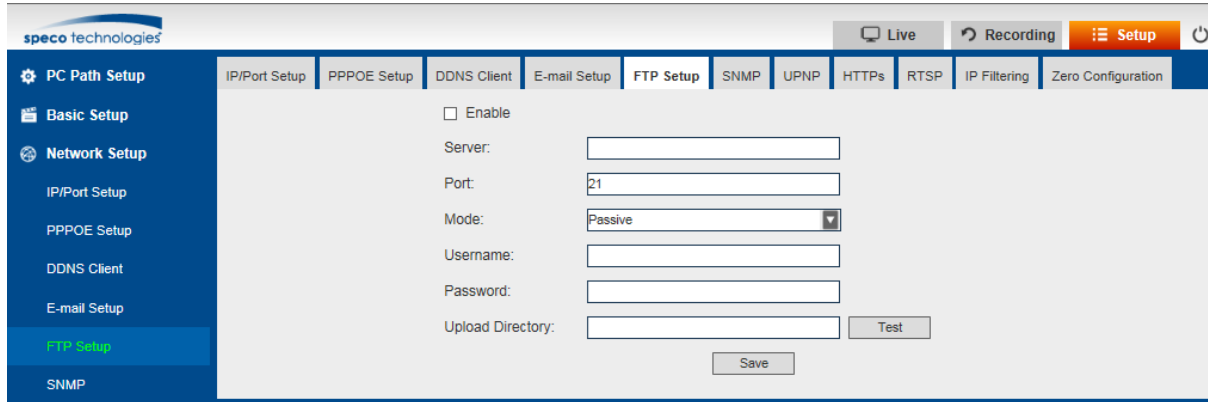 speco technologies
Live Recording Setup
PC Path Setup
Basic Setup
Network Setup
IP/Port Setup
PPPOE Setup
DDNS Client
E-mail Setup
FTP Setup
SNMP
IP/Port Setup PPPOE Setup DDNS Client E-mail Setup FTP Setup SNMP UPNP HTTPs RTSP IP Filtering Zero Configuration
Enable
Server:
Port: 21
Mode: Passive
Username:
Password:
Upload Directory: Test
Save